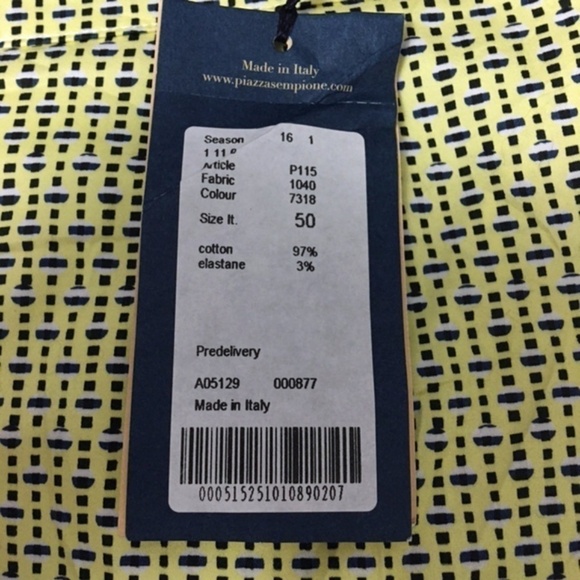 Made in Italy
www.piazzasempione.com
Season 16 1
1 11
Article P115
Fabric 1040
Colour 7318
Size It. 50
cotton 97%
elastane 3%
Predelivery
A05129 000877
Made in Italy
000515251010890207